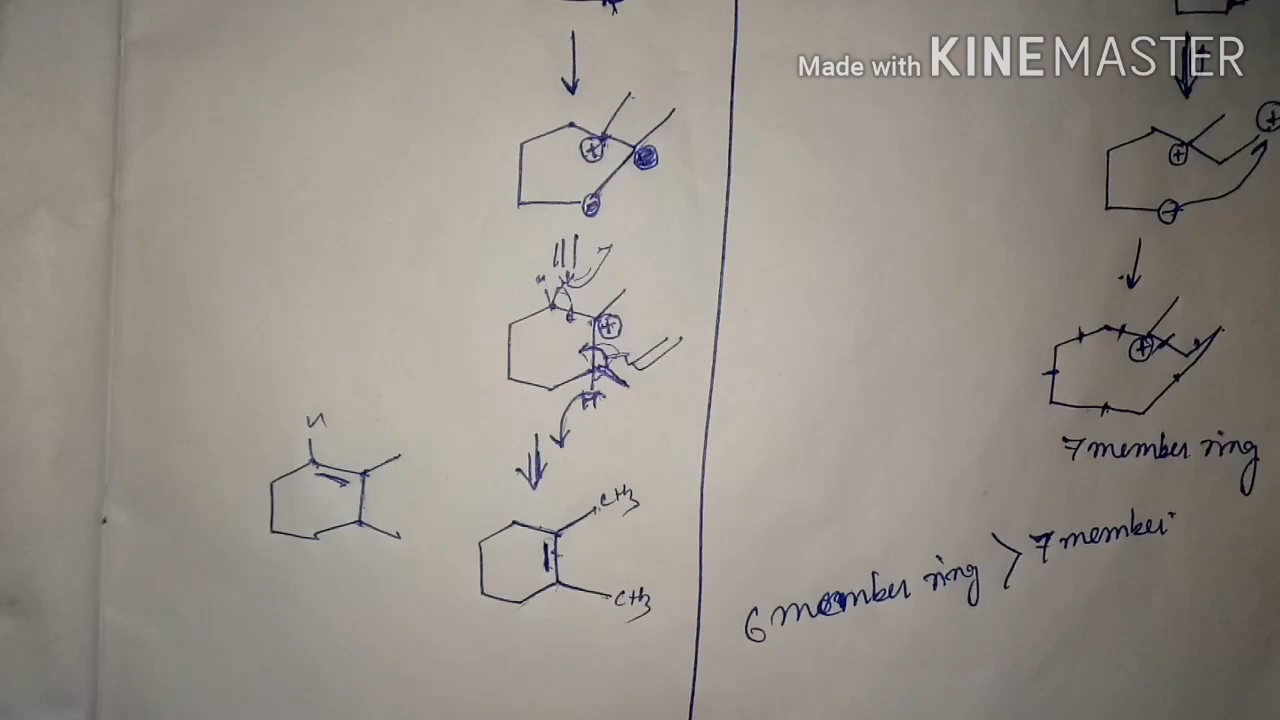 Made with KINEMASTER
+
+
+
+
-
+
H
7 member ring
H
CH3
CH3
6 member ring > 7 member